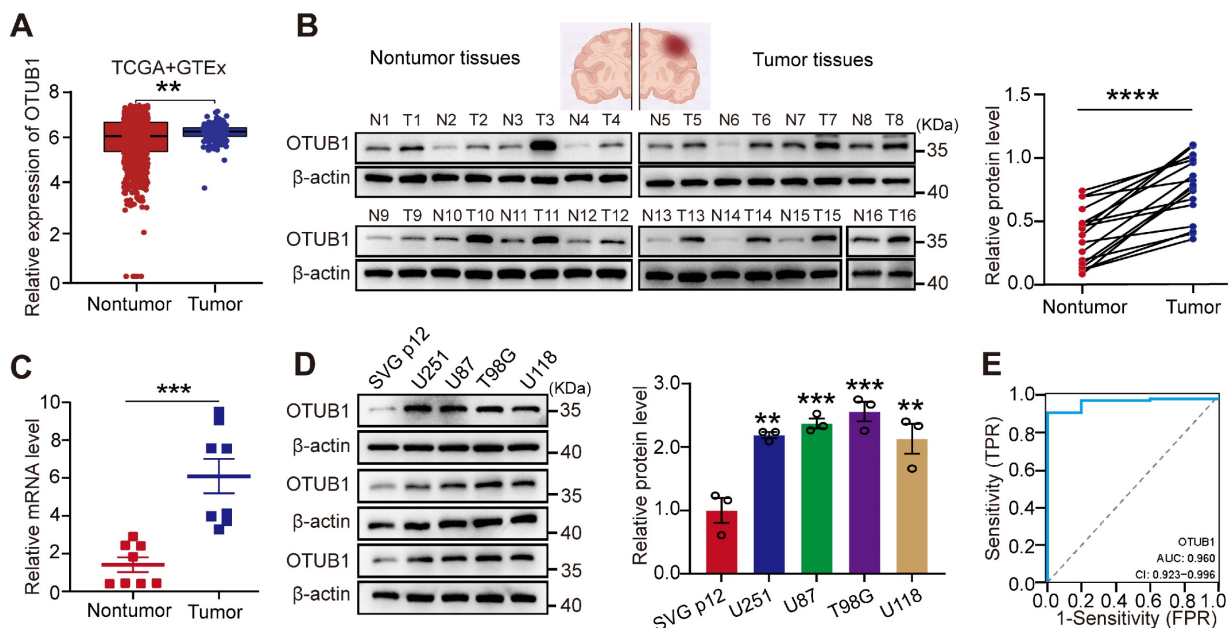 A
TCGA+GTEx
**
Relative expression of OTUB1
8
6
4
2
0
Nontumor Tumor
B
Nontumor tissues Tumor tissues
N1 T1 N2 T2 N3 T3 N4 T4 N5 T5 N6 T6 N7 T7 N8 T8 (KDa)
OTUB1 35
β-actin 40
N9 T9 N10 T10 N11 T11 N12 T12 N13 T13 N14 T14 N15 T15 N16 T16
OTUB1 35
β-actin 40
****
Relative protein level
1.5
1.0
0.5
0.0
Nontumor Tumor
C
***
Relative mRNA level
10
8
6
4
2
0
Nontumor Tumor
D
SVG p12 U251 U87 T98G U118 (KDa)
OTUB1 35
β-actin 40
OTUB1 35
β-actin 40
OTUB1 35
β-actin 40
Relative protein level
3.0
2.0
1.0
0.0
** *** *** **
SVG p12 U251 U87 T98G U118
E
Sensitivity (TPR)
1.0
0.8
0.6
0.4
0.2
0.0
OTUB1
AUC: 0.960
CI: 0.923−0.996
0.0 0.2 0.4 0.6 0.8 1.0
1-Sensitivity (FPR)